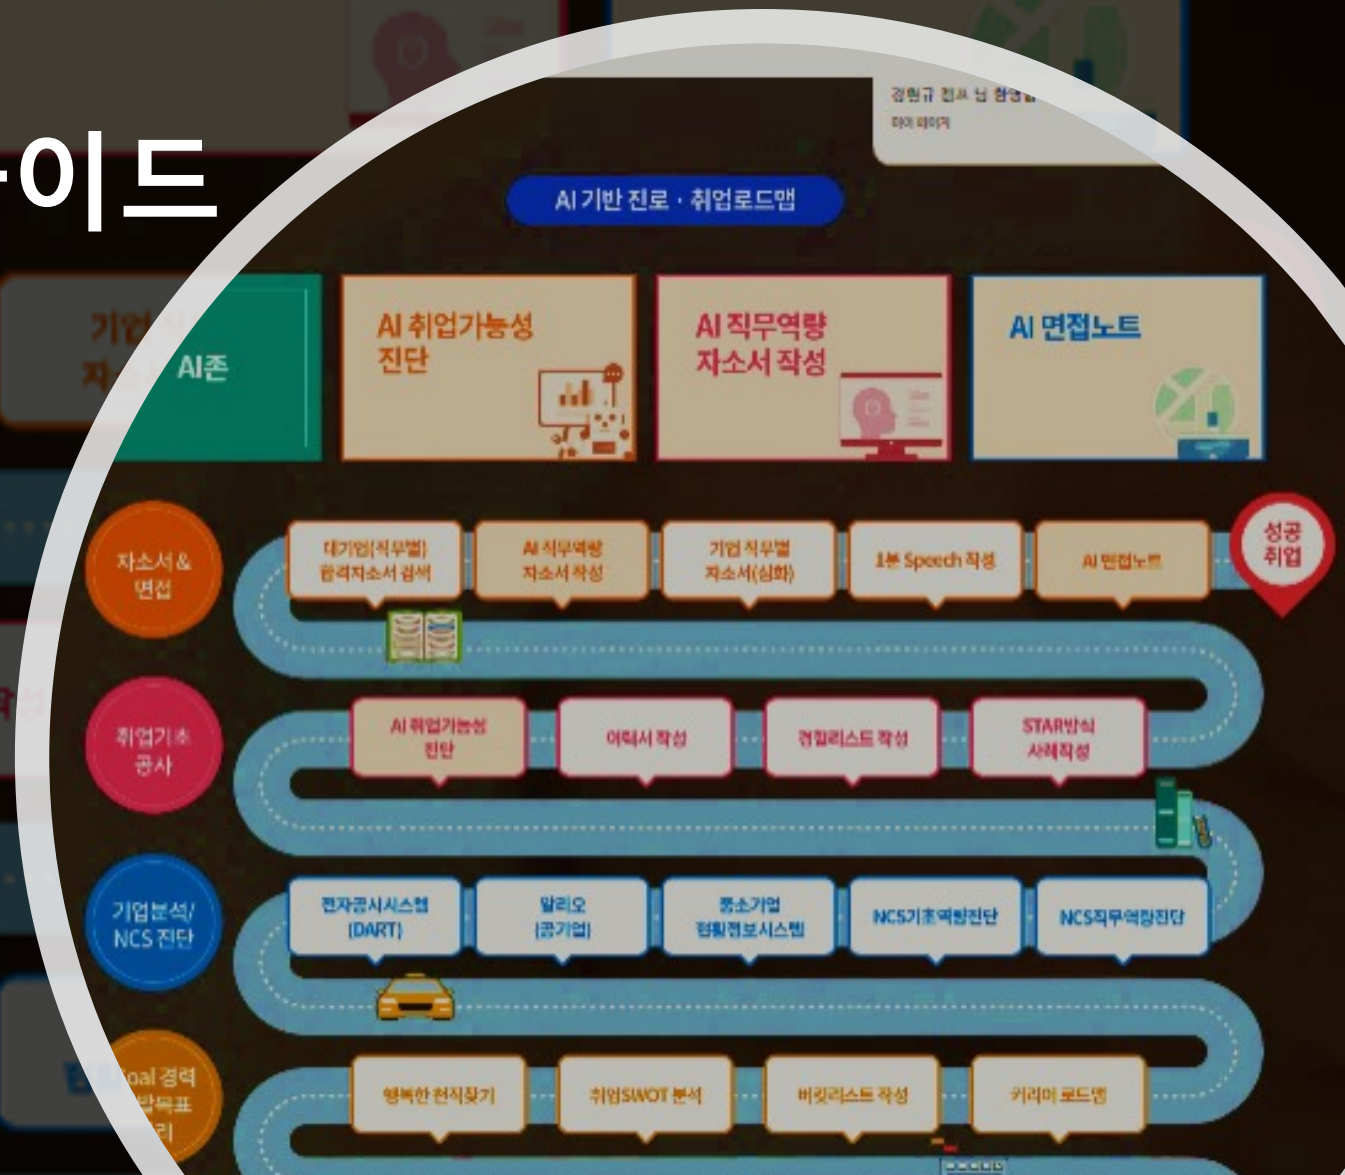 이드
마이 페이지
AI 기반 진로 · 취업로드맵
AI존
AI 취업가능성
진단
AI 직무역량
자소서 작성
AI 면접노트
자소서 &
면접
대기업(직무별)
합격자소서 검색
AI 직무역량
자소서 작성
기업 직무별
자소서(심화)
1분 Speech 작성
AI 면접노트
성공
취업
취업기초
공사
AI 취업가능성
진단
이력서 작성
경험리스트 작성
STAR방식
사례작성
기업분석/
NCS 진단
전자공시시스템
(DART)
알리오
(공기업)
중소기업
현황정보시스템
NCS기초역량진단
NCS직무역량진단
경력
목표
행복한 천직찾기
취업SWOT 분석
버킷리스트 작성
커리어 로드맵